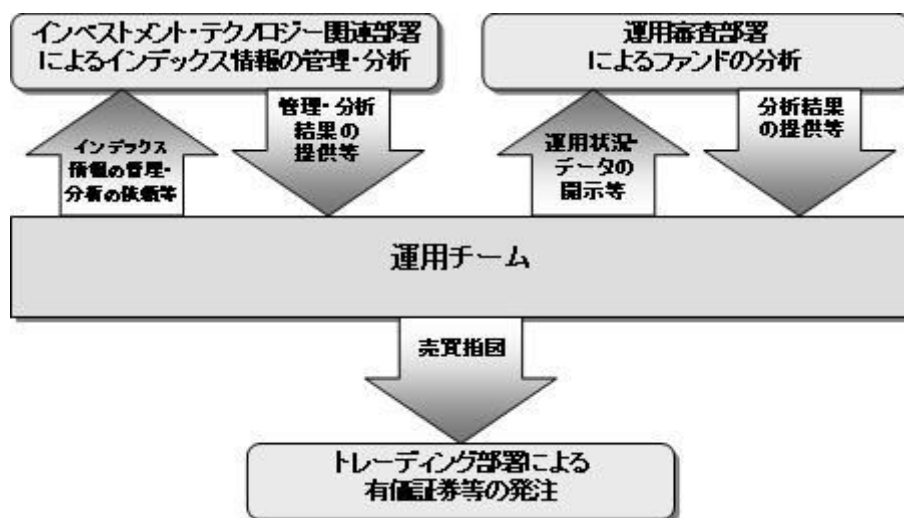 インベストメント・テクノロジー関連部署
によるインデックス情報の管理・分析
運用審査部署
によるファンドの分析
インデックス
情報の管理・
分析の依頼等
管理・分析
結果の
提供等
運用状況・
データの
開示等
分析結果
の提供等
運用チーム
売買指図
トレーディング部署による
有価証券等の発注